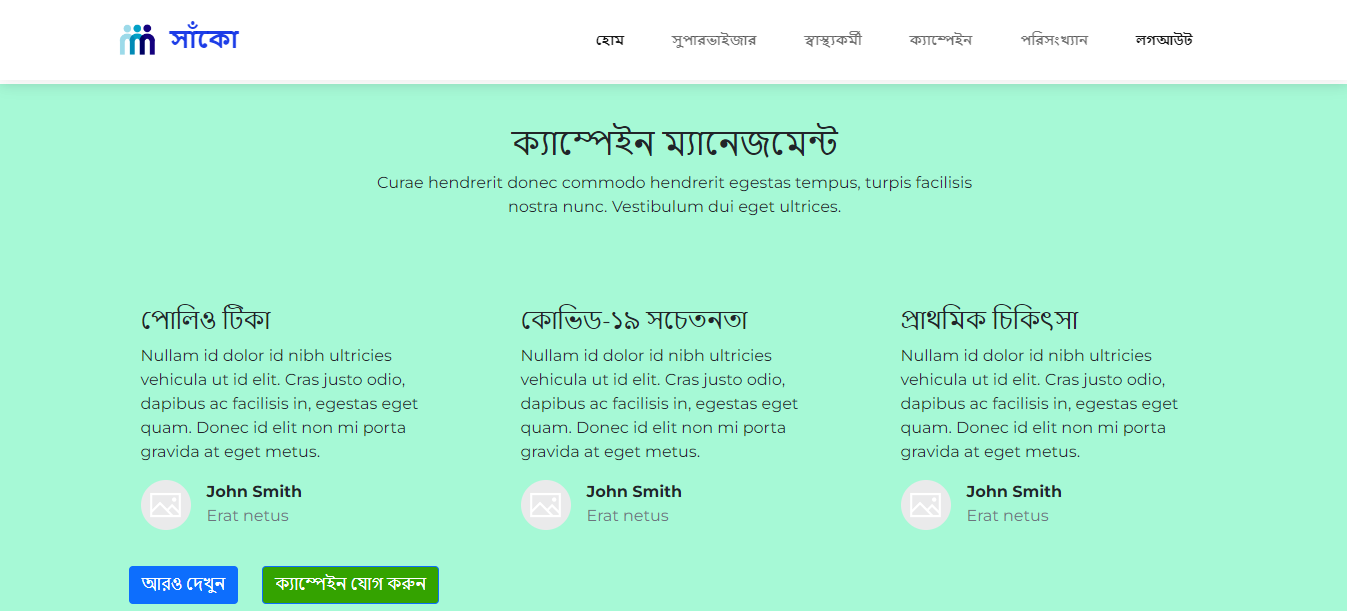 সাঁকো
হোম সুপারভাইজার স্বাস্থ্যকর্মী ক্যাম্পেইন পরিসংখ্যান লগআউট
ক্যাম্পেইন ম্যানেজমেন্ট
Curae hendrerit donec commodo hendrerit egestas tempus, turpis facilisis
nostra nunc. Vestibulum dui eget ultrices.
পোলিও টিকা
Nullam id dolor id nibh ultricies
vehicula ut id elit. Cras justo odio,
dapibus ac facilisis in, egestas eget
quam. Donec id elit non mi porta
gravida at eget metus.
John Smith
Erat netus
কোভিড-১৯ সচেতনতা
Nullam id dolor id nibh ultricies
vehicula ut id elit. Cras justo odio,
dapibus ac facilisis in, egestas eget
quam. Donec id elit non mi porta
gravida at eget metus.
John Smith
Erat netus
প্রাথমিক চিকিৎসা
Nullam id dolor id nibh ultricies
vehicula ut id elit. Cras justo odio,
dapibus ac facilisis in, egestas eget
quam. Donec id elit non mi porta
gravida at eget metus.
John Smith
Erat netus
আরও দেখুন
ক্যাম্পেইন যোগ করুন